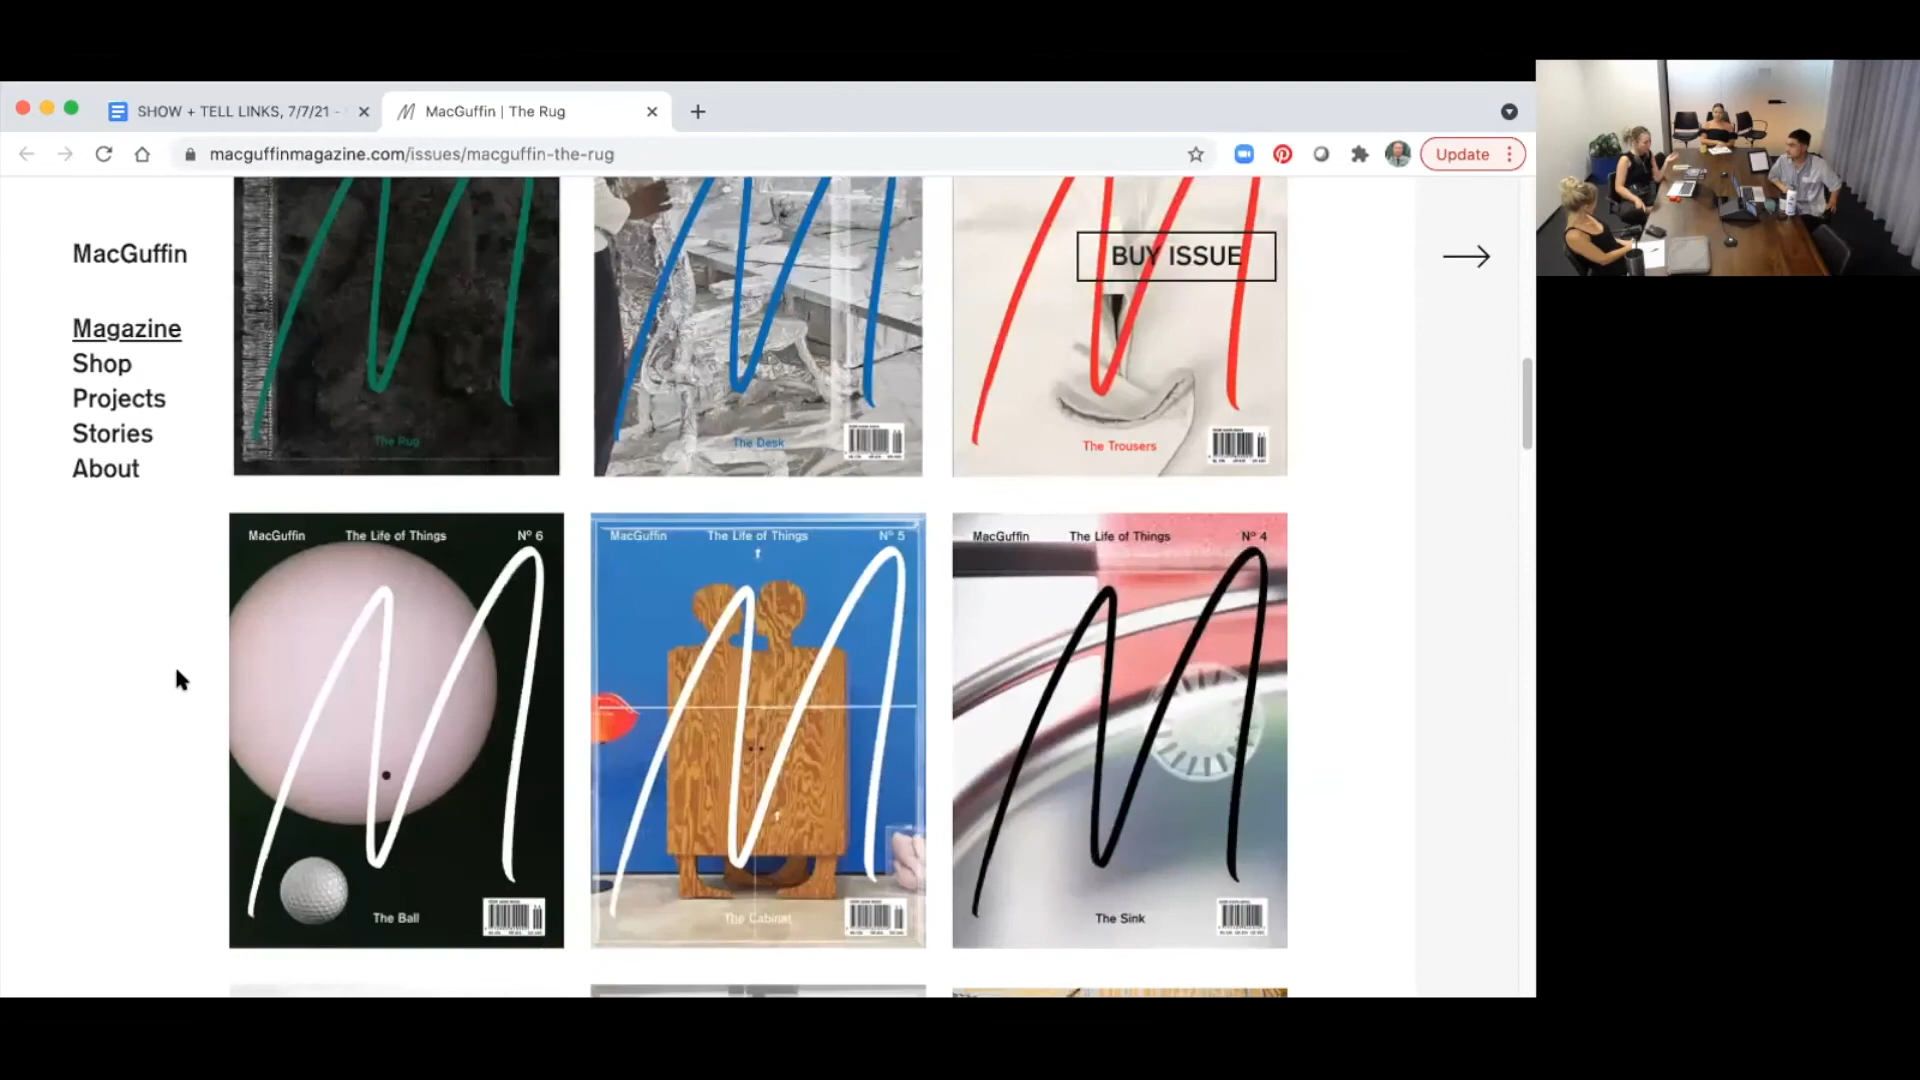 SHOW + TELL LINKS, 7/7/21 -
MacGuffin | The Rug
macguffinmagazine.com/issues/macguffin-the-rug
Update
MacGuffin
Magazine
Shop
Projects
Stories
About
BUY ISSUE
The Rug
The Desk
The Trousers
MacGuffin The Life of Things Nº 6
The Ball
MacGuffin The Life of Things Nº 5
The Cabinet
MacGuffin The Life of Things Nº 4
The Sink